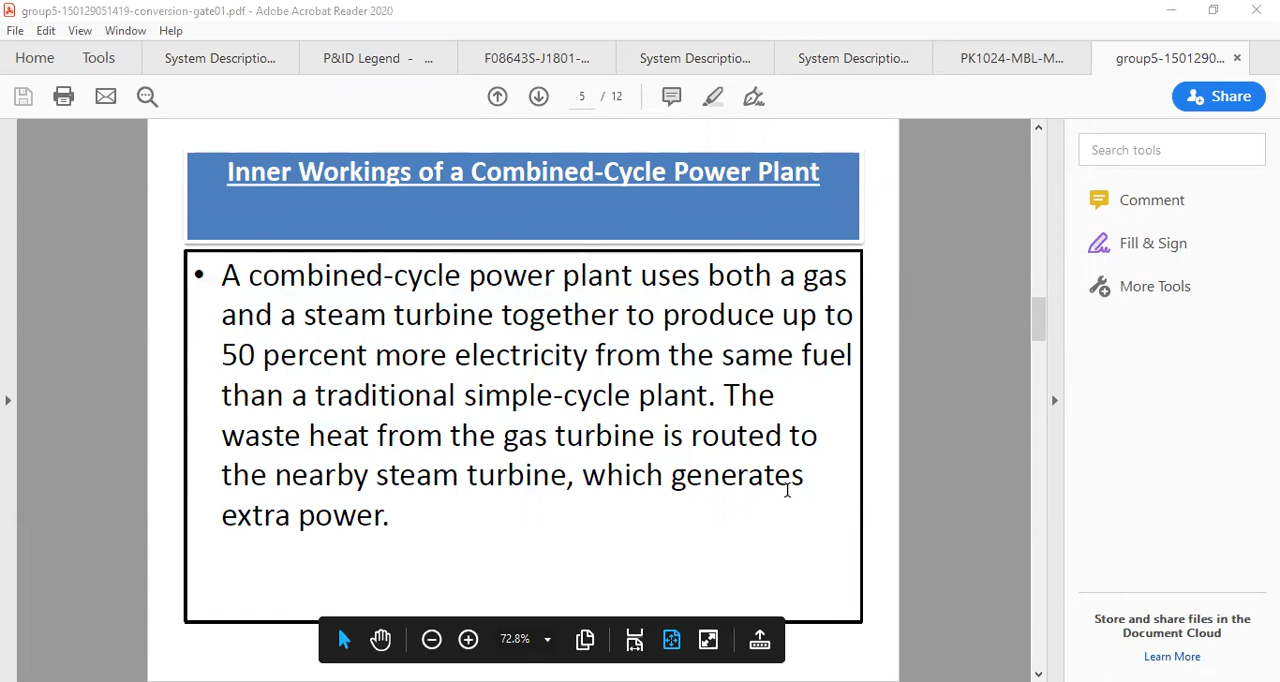 group5-150129051419-conversion-gate01.pdf - Adobe Acrobat Reader 2020
File Edit View Window Help
Home Tools System Descriptio... P&ID Legend - ... F08643S-J1801-... System Descriptio... System Descriptio... PK1024-MBL-M... group5-1501290... ×
5 / 12 Share
Inner Workings of a Combined-Cycle Power Plant
• A combined-cycle power plant uses both a gas
and a steam turbine together to produce up to
50 percent more electricity from the same fuel
than a traditional simple-cycle plant. The
waste heat from the gas turbine is routed to
the nearby steam turbine, which generates
extra power.
72.8%
Search tools
Comment
Fill & Sign
More Tools
Store and share files in the
Document Cloud
Learn More